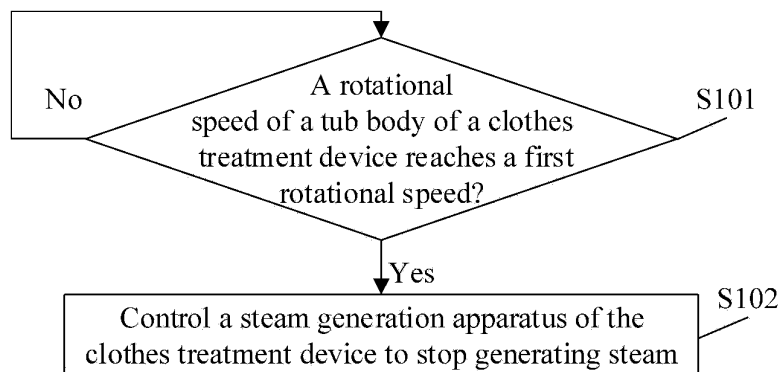 A rotational
No
S101
speed of a tub body of a clothes
treatment device reaches a first
rotational speed?
Yes
S102
Control a steam generation apparatus of the
clothes treatment device to stop generating steam